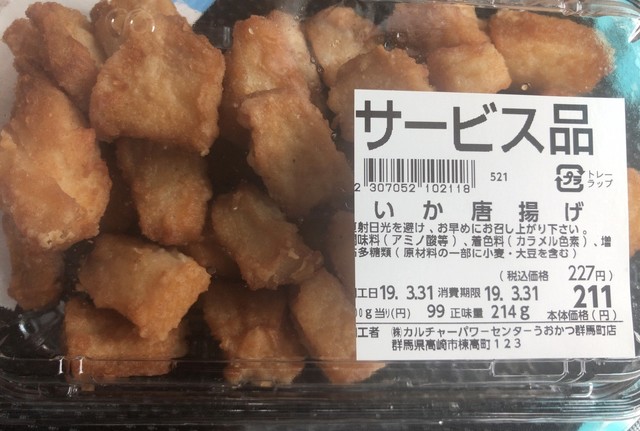 サービス品
2 307052 102118 521 プラ トレー
ラップ
いか唐揚げ
射日光を避け、お早めにお召し上がり下さい。
味料(アミノ酸等)、着色料(カラメル色素)、増
多糖類(原材料の一部に小麦・大豆を含む)
(税込価格 227円)
工日19. 3.31 消費期限 19. 3.31 211
0g当り(円) 99 正味量 214g 本体価格(円)
工者 ㈱カルチャーパワーセンターうおかつ群馬町店
群馬県高崎市棟高町123